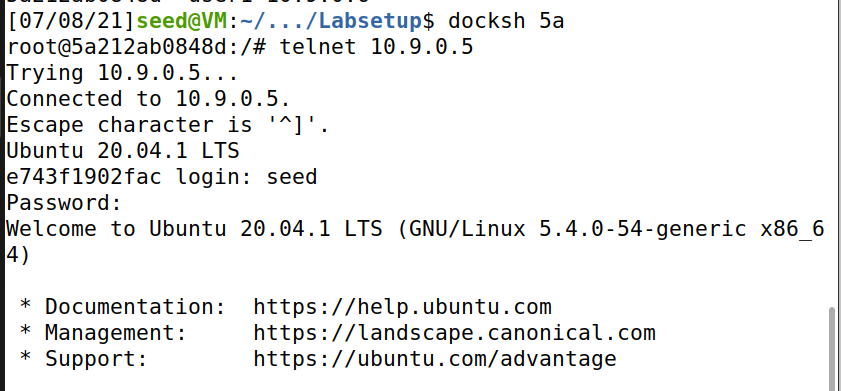 [07/08/21]seed@VM:~/.../Labsetup$ docksh 5a
root@5a212ab0848d:/# telnet 10.9.0.5
Trying 10.9.0.5...
Connected to 10.9.0.5.
Escape character is '^]'.
Ubuntu 20.04.1 LTS
e743f1902fac login: seed
Password:
Welcome to Ubuntu 20.04.1 LTS (GNU/Linux 5.4.0-54-generic x86_6
4)
 * Documentation:  https://help.ubuntu.com
 * Management:     https://landscape.canonical.com
 * Support:        https://ubuntu.com/advantage